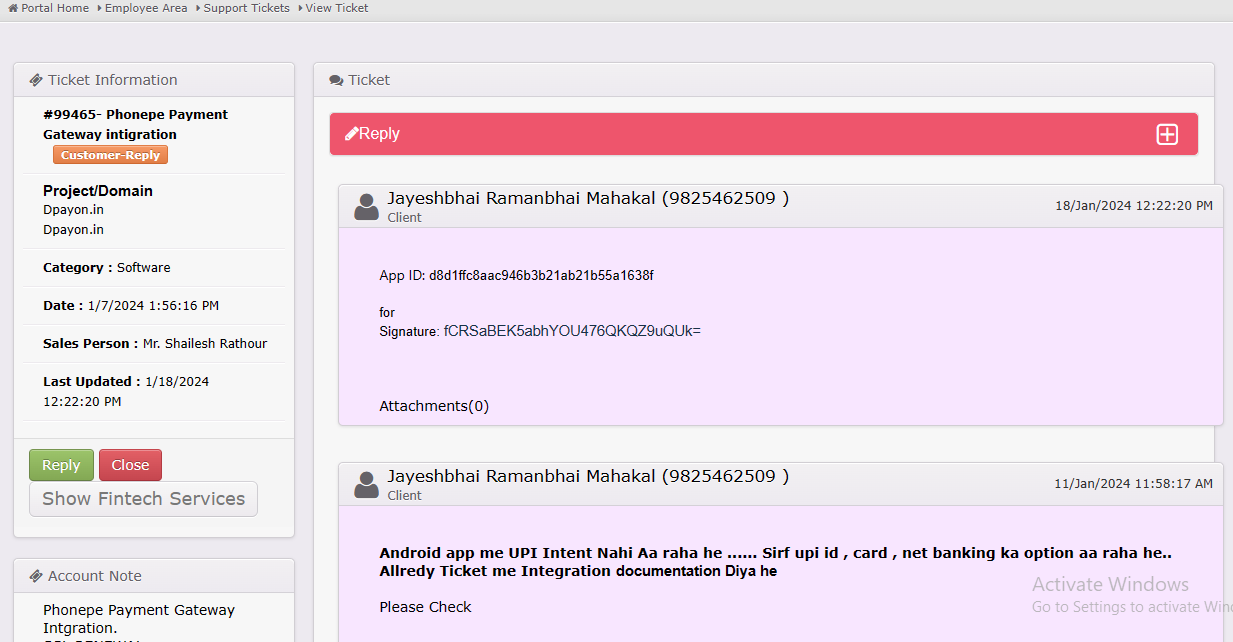 Portal Home Employee Area Support Tickets View Ticket
Ticket Information
#99465- Phonepe Payment
Gateway intigration
Customer-Reply
Project/Domain
Dpayon.in
Dpayon.in
Category : Software
Date : 1/7/2024 1:56:16 PM
Sales Person : Mr. Shailesh Rathour
Last Updated : 1/18/2024
12:22:20 PM
Reply Close
Show Fintech Services
Account Note
Phonepe Payment Gateway
Intgration.
Ticket
Reply
Jayeshbhai Ramanbhai Mahakal (9825462509 )
Client
18/Jan/2024 12:22:20 PM
App ID: d8d1ffc8aac946b3b21ab21b55a1638f
for
Signature: fCRSaBEK5abhYOU476QKQZ9uQUk=
Attachments(0)
Jayeshbhai Ramanbhai Mahakal (9825462509 )
Client
11/Jan/2024 11:58:17 AM
Android app me UPI Intent Nahi Aa raha he ...... Sirf upi id , card , net banking ka option aa raha he..
Allredy Ticket me Integration documentation Diya he
Please Check
Activate Windows
Go to Settings to activate Win